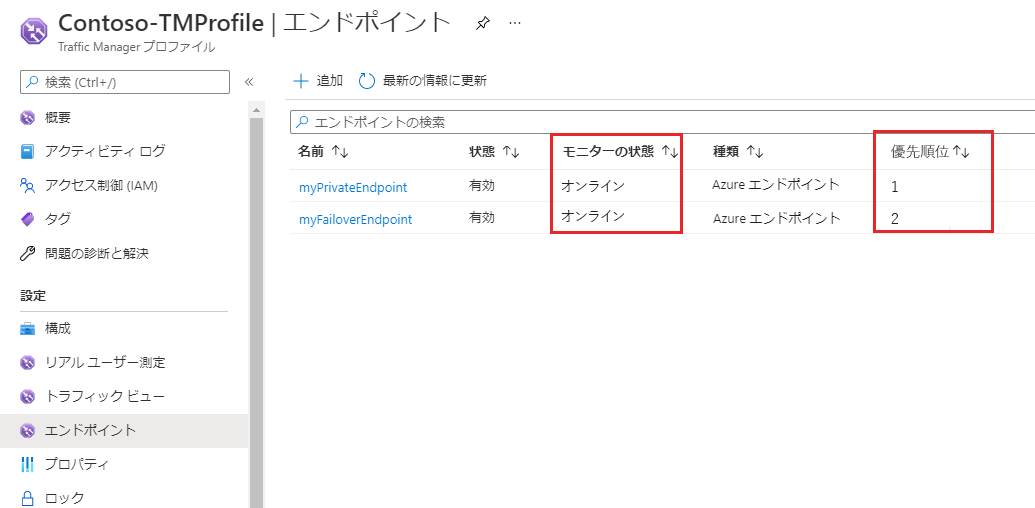 Contoso-TMProfile | エンドポイント ...
Traffic Manager プロファイル
検索 (Ctrl+/)
«
概要
アクティビティ ログ
アクセス制御 (IAM)
タグ
問題の診断と解決
設定
構成
リアル ユーザー測定
トラフィック ビュー
エンドポイント
プロパティ
ロック
追加 最新の情報に更新
エンドポイントの検索
名前 ↑↓ 状態 ↑↓ モニターの状態 ↑↓ 種類 ↑↓ 優先順位↑↓
myPrivateEndpoint 有効 オンライン Azure エンドポイント 1
myFailoverEndpoint 有効 オンライン Azure エンドポイント 2